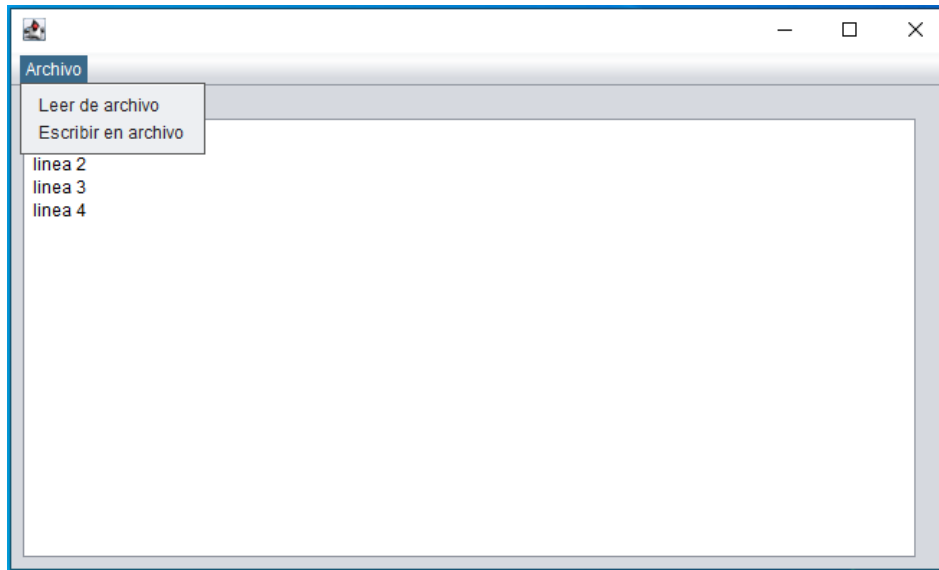 Archivo
Leer de archivo
Escribir en archivo
linea 2
linea 3
linea 4